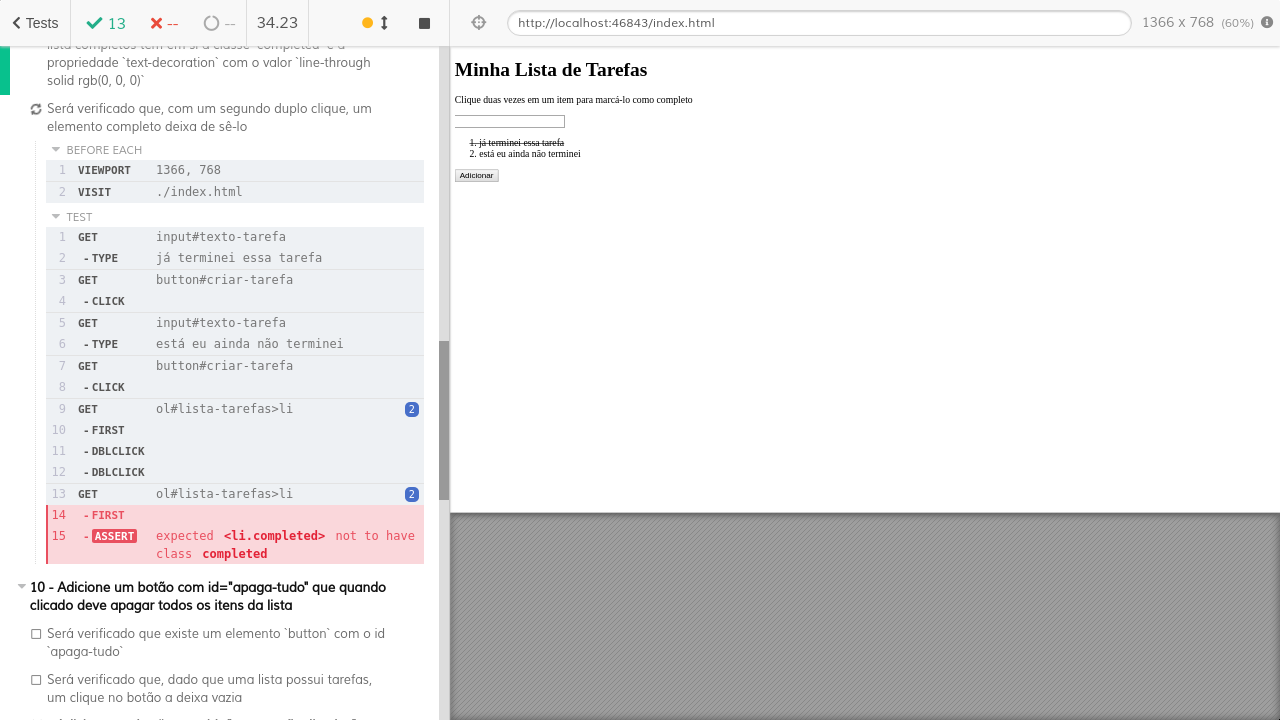 Tests
13
--
--
34.23
http://localhost:46843/index.html
1366 x 768 (60%)
lista completos tem em si a classe `completed` e a
propriedade `text-decoration` com o valor `line-through
solid rgb(0, 0, 0)`
Será verificado que, com um segundo duplo clique, um
elemento completo deixa de sê-lo
BEFORE EACH
1 VIEWPORT 1366, 768
2 VISIT ./index.html
TEST
1 GET input#texto-tarefa
2 -TYPE já terminei essa tarefa
3 GET button#criar-tarefa
4 -CLICK
5 GET input#texto-tarefa
6 -TYPE está eu ainda não terminei
7 GET button#criar-tarefa
8 -CLICK
9 GET ol#lista-tarefas>li 2
10 -FIRST
11 -DBLCLICK
12 -DBLCLICK
13 GET ol#lista-tarefas>li 2
14 -FIRST
15 -ASSERT expected <li.completed> not to have
class completed
10 - Adicione um botão com id="apaga-tudo" que quando
clicado deve apagar todos os itens da lista
Será verificado que existe um elemento `button` com o id
`apaga-tudo`
Será verificado que, dado que uma lista possui tarefas,
um clique no botão a deixa vazia
Minha Lista de Tarefas
Clique duas vezes em um item para marcá-lo como completo
1. já terminei essa tarefa
2. está eu ainda não terminei
Adicionar